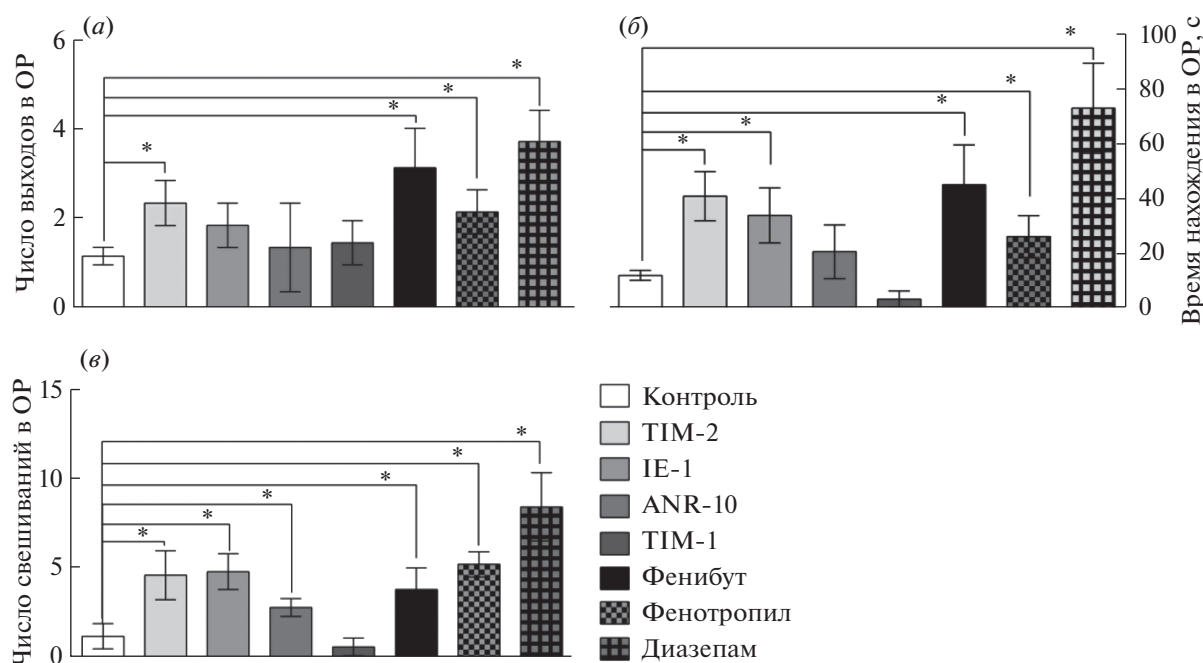 (а)
6
4
2
0
Число выходов в ОР
*
*
*
*
(б)
100
80
60
40
20
0
Время нахождения в ОР, с
*
*
*
*
*
(в)
15
10
5
0
Число свешиваний в ОР
*
*
*
*
*
*
Контроль
TIM-2
IE-1
ANR-10
TIM-1
Фенибут
Фенотропил
Диазепам